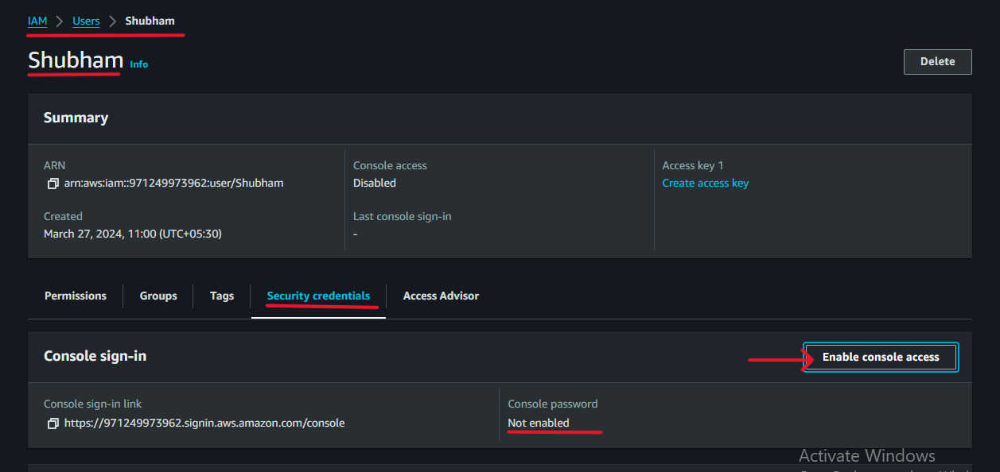 IAM > Users > Shubham
Shubham Info
Delete
Summary
ARN
arn:aws:iam::971249973962:user/Shubham
Created
March 27, 2024, 11:00 (UTC+05:30)
Console access
Disabled
Last console sign-in
-
Access key 1
Create access key
Permissions Groups Tags Security credentials Access Advisor
Console sign-in
Enable console access
Console sign-in link
https://971249973962.signin.aws.amazon.com/console
Console password
Not enabled
Activate Windows